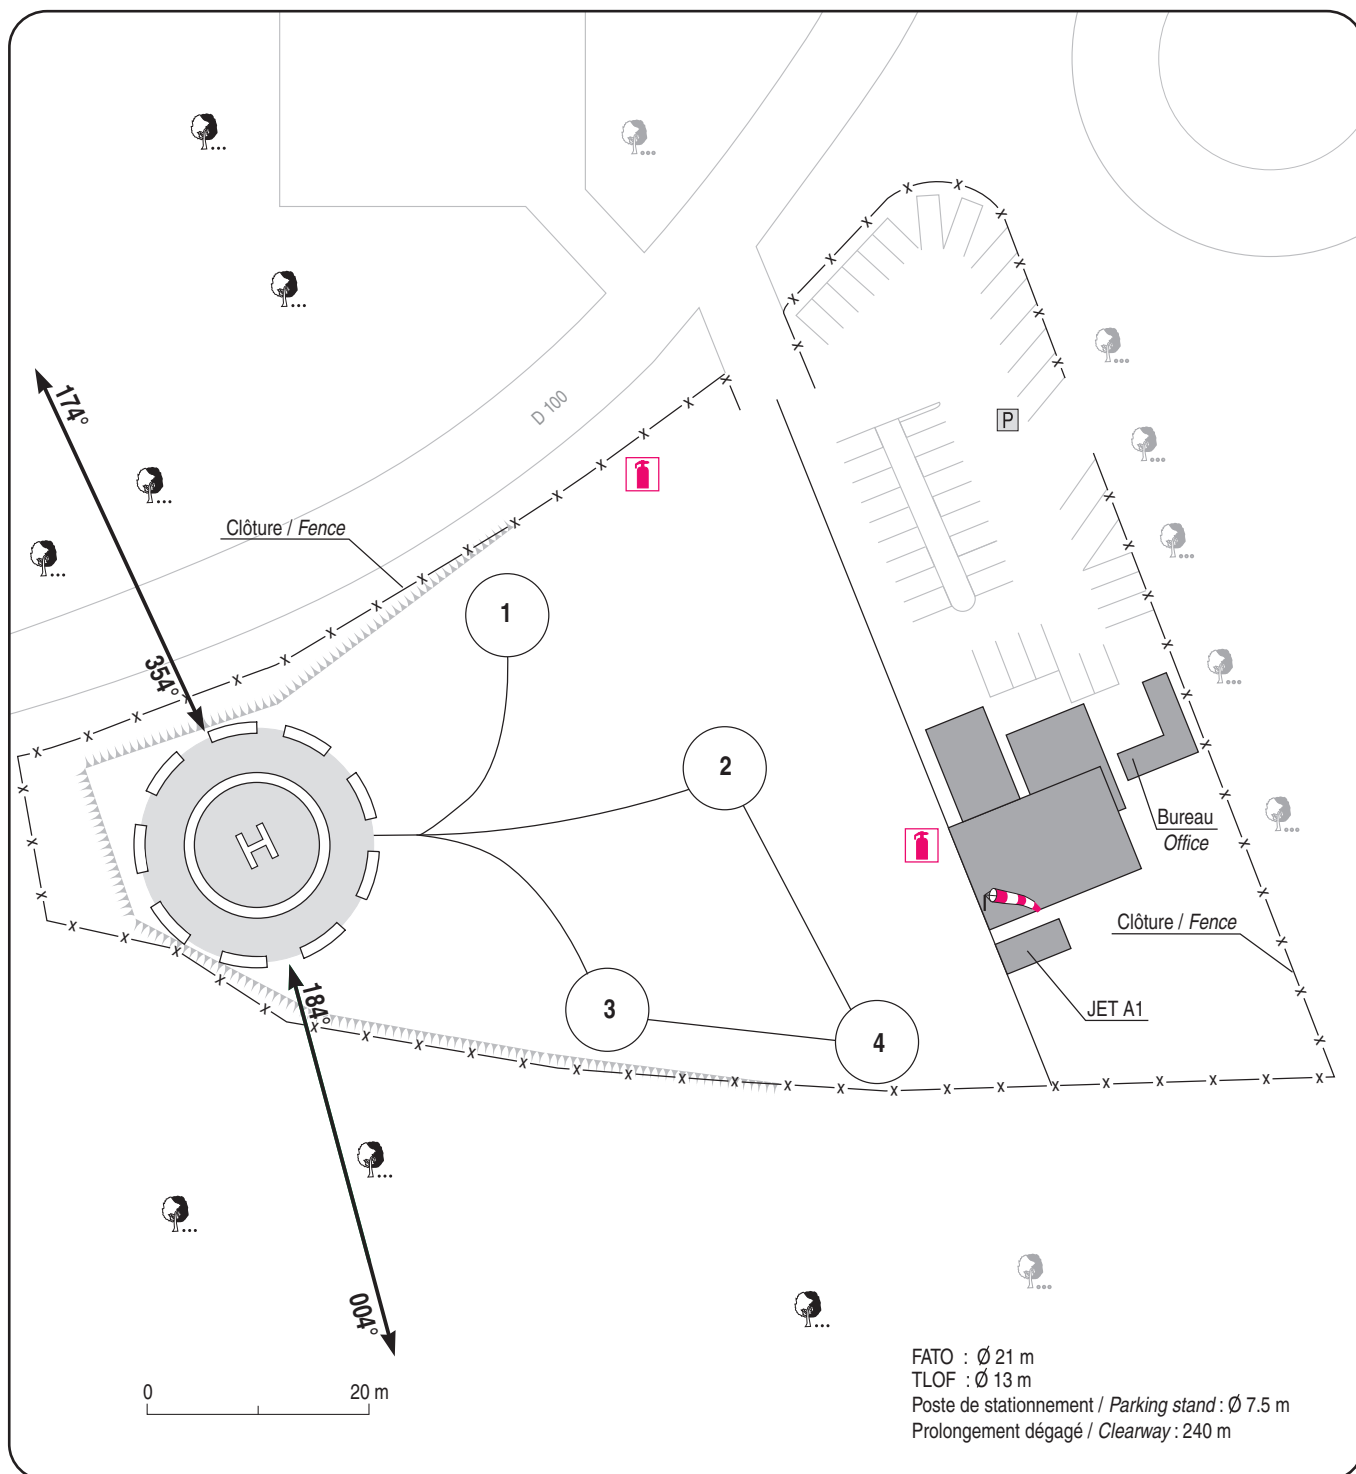 174°
D 100
P
Clôture / Fence
1
354°
2
H
Bureau
Office
Clôture / Fence
184°
3
4
JET A1
004°
FATO : Ø 21 m
TLOF : Ø 13 m
0 20 m
Poste de stationnement / Parking stand : Ø 7.5 m
Prolongement dégagé / Clearway : 240 m